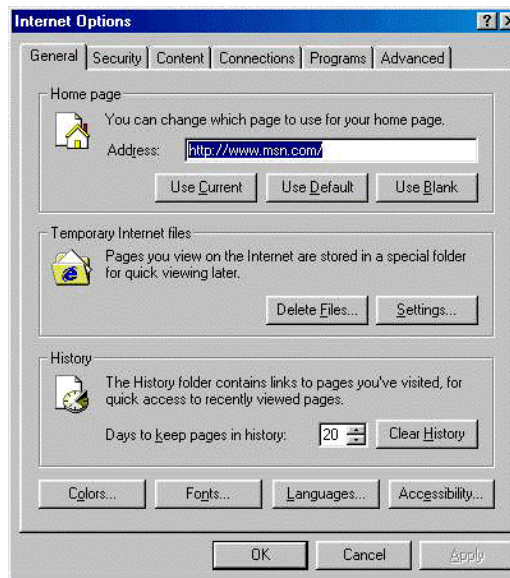 Internet Options
General Security Content Connections Programs Advanced
Home page
You can change which page to use for your home page.
Address: http://www.msn.com/
Use Current Use Default Use Blank
Temporary Internet files
Pages you view on the Internet are stored in a special folder
for quick viewing later.
Delete Files... Settings...
History
The History folder contains links to pages you've visited, for
quick access to recently viewed pages.
Days to keep pages in history: 20 Clear History
Colors... Fonts... Languages... Accessibility...
OK Cancel Apply